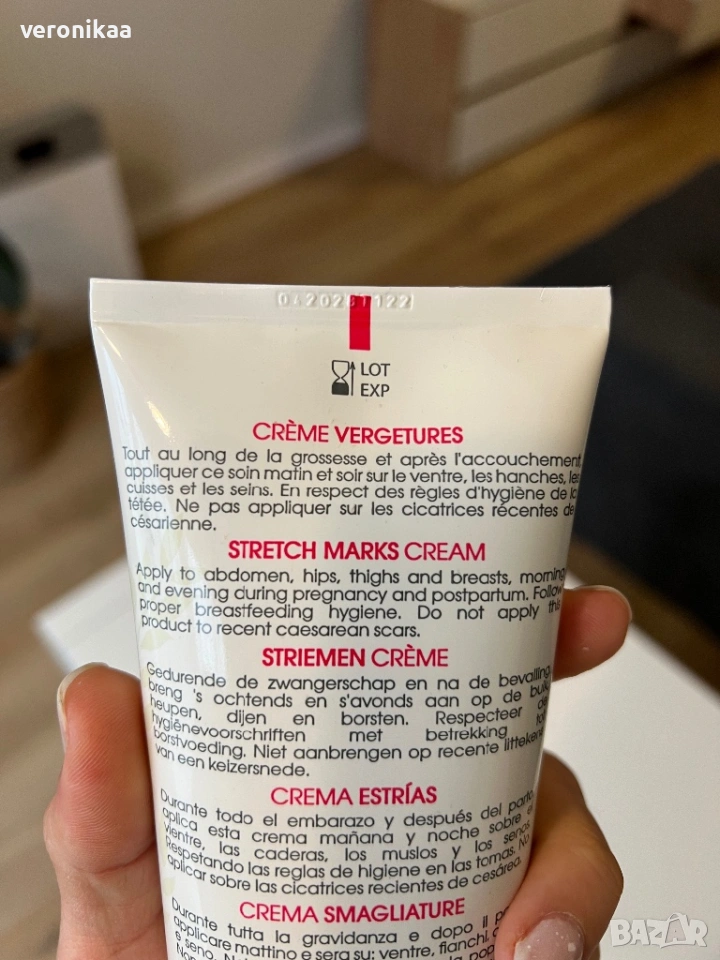 veronikaa
LOT
EXP
CRÈME VERGETURES
Tout au long de la grossesse et après l'accouchement,
appliquer ce soin matin et soir sur le ventre, les hanches, les
cuisses et les seins. En respect des règles d'hygiène de la
tétée. Ne pas appliquer sur les cicatrices récentes de
césarienne.
STRETCH MARKS CREAM
Apply to abdomen, hips, thighs and breasts, morning
and evening during pregnancy and postpartum. Follow
proper breastfeeding hygiene. Do not apply this
product to recent caesarean scars.
STRIEMEN CRÈME
Gedurende de zwangerschap en na de bevalling,
breng 's ochtends en s'avonds aan op de buik,
heupen, dijen en borsten. Respecteer de
hygiënevoorschriften met betrekking tot
borstvoeding. Niet aanbrengen op recente littekens
van een keizersnede.
CREMA ESTRÍAS
Durante todo el embarazo y después del parto,
aplica esta crema mañana y noche sobre el
vientre, las caderas, los muslos y los senos
Respetando las reglas de higiene en las tomas. No
aplicar sobre las cicatrices recientes de cesárea.
CREMA SMAGLIATURE
Durante tutta la gravidanza e dopo il
applicare mattino e sera su: ventre, fianchi,
e seno.
BAZAR